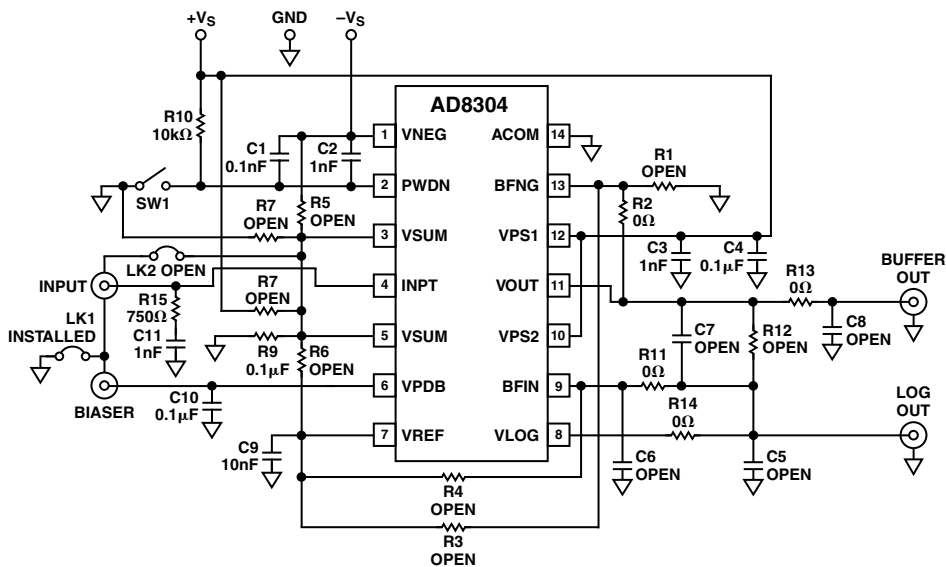 +VS
GND
–VS
AD8304
R10
10kΩ
C1
0.1nF
C2
1nF
1
VNEG
ACOM
14
R1
OPEN
SW1
2
PWDN
BFNG
13
R2
0Ω
R7
OPEN
R5
OPEN
3
VSUM
VPS1
12
C3
1nF
C4
0.1μF
LK2 OPEN
INPUT
R7
OPEN
4
INPT
VOUT
11
R13
0Ω
BUFFER
OUT
R15
750Ω
LK1
INSTALLED
C11
1nF
R9
0.1μF
R6
OPEN
5
VSUM
VPS2
10
C7
OPEN
R12
OPEN
C8
OPEN
BIASER
C10
0.1μF
6
VPDB
BFIN
9
R11
0Ω
R14
0Ω
LOG
OUT
C9
10nF
7
VREF
VLOG
8
C6
OPEN
C5
OPEN
R4
OPEN
R3
OPEN